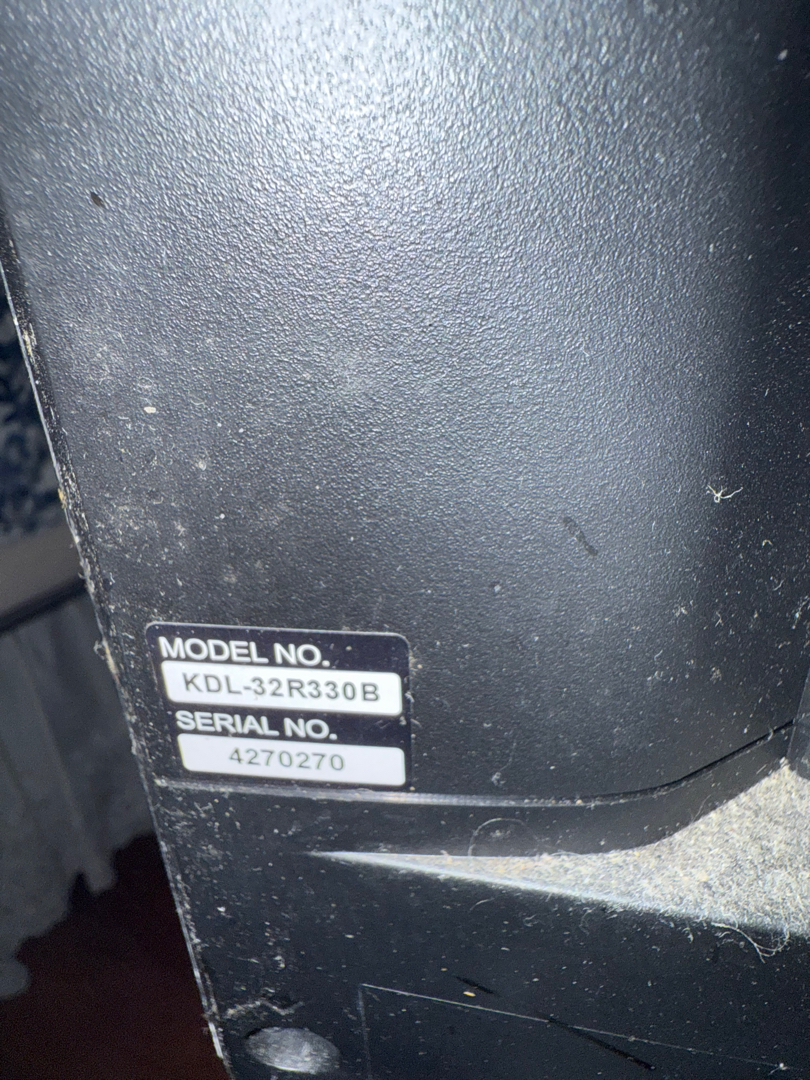 MODEL NO.
KDL-32R330B
SERIAL NO.
4270270